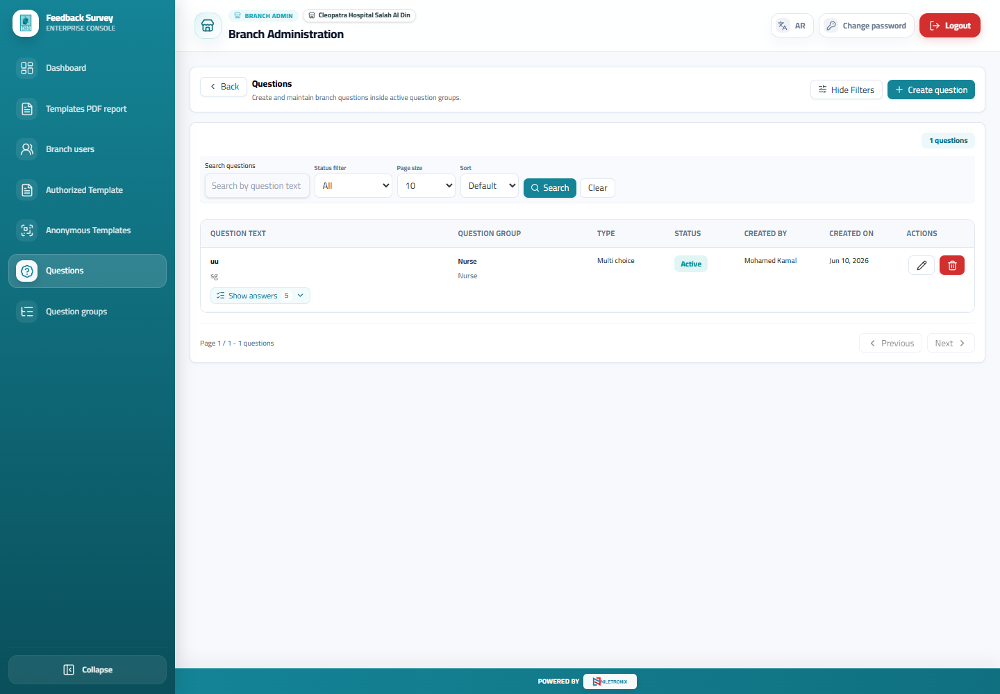 Feedback Survey
ENTERPRISE CONSOLE
Dashboard
Templates PDF report
Branch users
Authorized Template
Anonymous Templates
Questions
Question groups
Collapse
BRANCH ADMIN
Cleopatra Hospital Salah Al Din
Branch Administration
AR
Change password
Logout
Back
Questions
Create and maintain branch questions inside active question groups.
Hide Filters
Create question
1 questions
Search questions
Status filter
Page size
Sort
Search by question text
All
10
Default
Search
Clear
QUESTION TEXT
QUESTION GROUP
TYPE
STATUS
CREATED BY
CREATED ON
ACTIONS
uu
Nurse
Multi choice
Active
Mohamed Kamal
Jun 10, 2026
sg
Nurse
Show answers 5
Page 1 / 1 - 1 questions
Previous
Next
POWERED BY
NILETRONIX